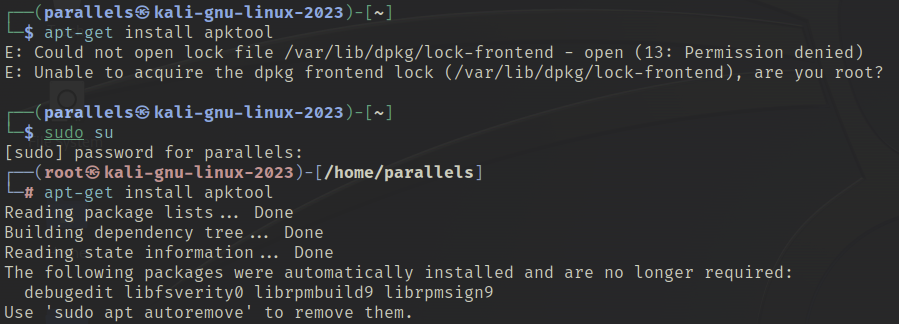 ┌──(parallels㉿kali-gnu-linux-2023)-[~]
└─$ apt-get install apktool
E: Could not open lock file /var/lib/dpkg/lock-frontend - open (13: Permission denied)
E: Unable to acquire the dpkg frontend lock (/var/lib/dpkg/lock-frontend), are you root?
┌──(parallels㉿kali-gnu-linux-2023)-[~]
└─$ sudo su
[sudo] password for parallels:
┌──(root㉿kali-gnu-linux-2023)-[/home/parallels]
└─# apt-get install apktool
Reading package lists... Done
Building dependency tree... Done
Reading state information... Done
The following packages were automatically installed and are no longer required:
  debugedit libfsverity0 librpmbuild9 librpmsign9
Use 'sudo apt autoremove' to remove them.